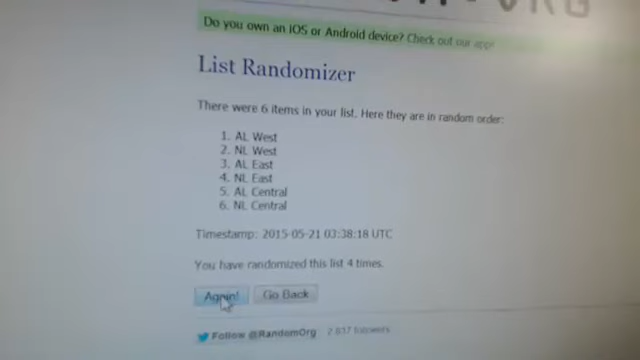 Do you own an iOS or Android device? Check out our app!
List Randomizer
There were 6 items in your list. Here they are in random order:
1. AL West
2. NL West
3. AL East
4. NL East
5. AL Central
6. NL Central
Timestamp: 2015-05-21 03:38:18 UTC
You have randomized this list 4 times.
Again! Go Back
Follow @RandomOrg 2,837 followers